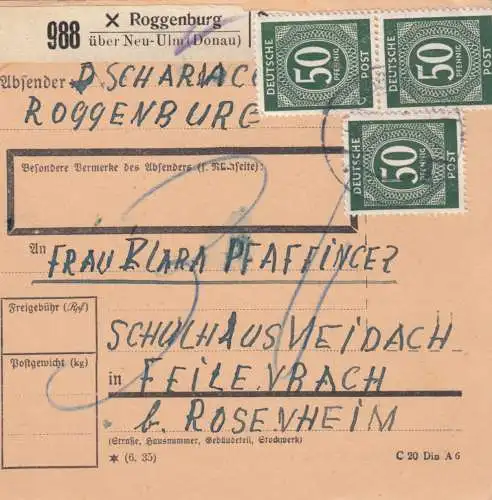 988
× Roggenburg
über Neu-Ulm (Donau)
50 PFENNIG
DEUTSCHE POST
50 PFENNIG
DEUTSCHE POST
50 PFENNIG
DEUTSCHE POST
Absender
ROGGENBURG
Besondere Vermerke des Absenders (s. Rückseite):
An
FRAU KLARA PFAFFINGER
Freigebühr (Rpf)
Postgewicht (kg)
SCHULHAUS WEIDACH
in
FEILENBACH
b. ROSENHEIM
(Straße, Hausnummer, Gebäudeteil, Stockwerk)
★ (6. 35)
C 20 Din A 6